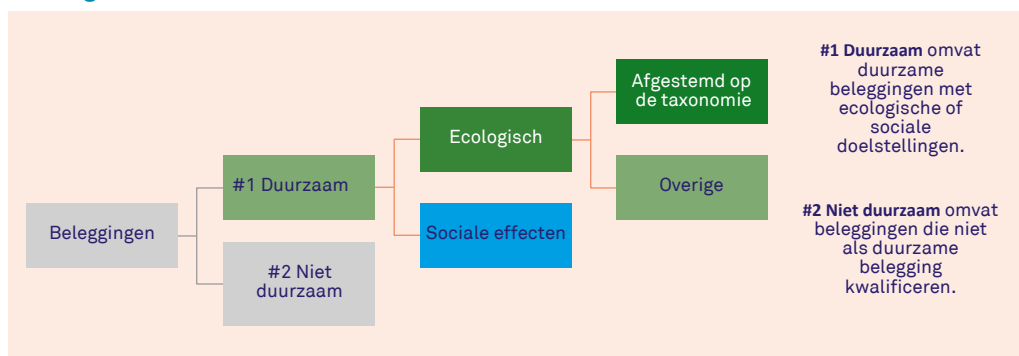 Afgestemd op
de taxonomie
Ecologisch
#1 Duurzaam
Overige
Beleggingen
Sociale effecten
#2 Niet
duurzaam
#1 Duurzaam omvat
duurzame
beleggingen met
ecologische of
sociale
doelstellingen.
#2 Niet duurzaam omvat
beleggingen die niet
als duurzame
belegging
kwalificeren.